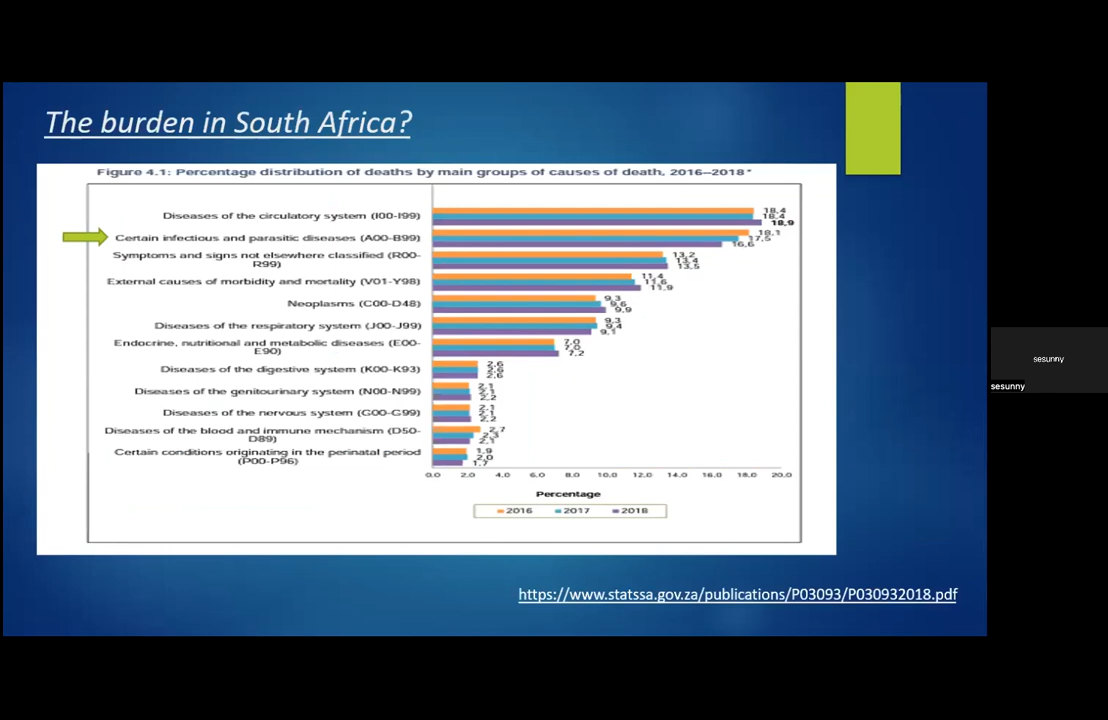 The burden in South Africa?
Figure 4.1: Percentage distribution of deaths by main groups of causes of death, 2016–2018*
Diseases of the circulatory system (I00-I99)
18,4
18,4
18,9
Certain infectious and parasitic diseases (A00-B99)
18,1
17,5
16,6
Symptoms and signs not elsewhere classified (R00-
R99)
13,2
13,4
13,5
External causes of morbidity and mortality (V01-Y98)
11,4
11,6
11,9
Neoplasms (C00-D48)
9,3
9,6
9,9
Diseases of the respiratory system (J00-J99)
9,3
9,4
9,1
Endocrine, nutritional and metabolic diseases (E00-
E90)
7,0
7,0
7,2
Diseases of the digestive system (K00-K93)
2,6
2,6
2,6
Diseases of the genitourinary system (N00-N99)
2,1
2,1
2,2
Diseases of the nervous system (G00-G99)
2,1
2,1
2,2
Diseases of the blood and immune mechanism (D50-
D89)
2,7
2,3
2,1
Certain conditions originating in the perinatal period
(P00-P96)
1,9
2,0
1,7
0,0 2,0 4,0 6,0 8,0 10,0 12,0 14,0 16,0 18,0 20,0
Percentage
2016 2017 2018
https://www.statssa.gov.za/publications/P03093/P030932018.pdf
sesunny
sesunny